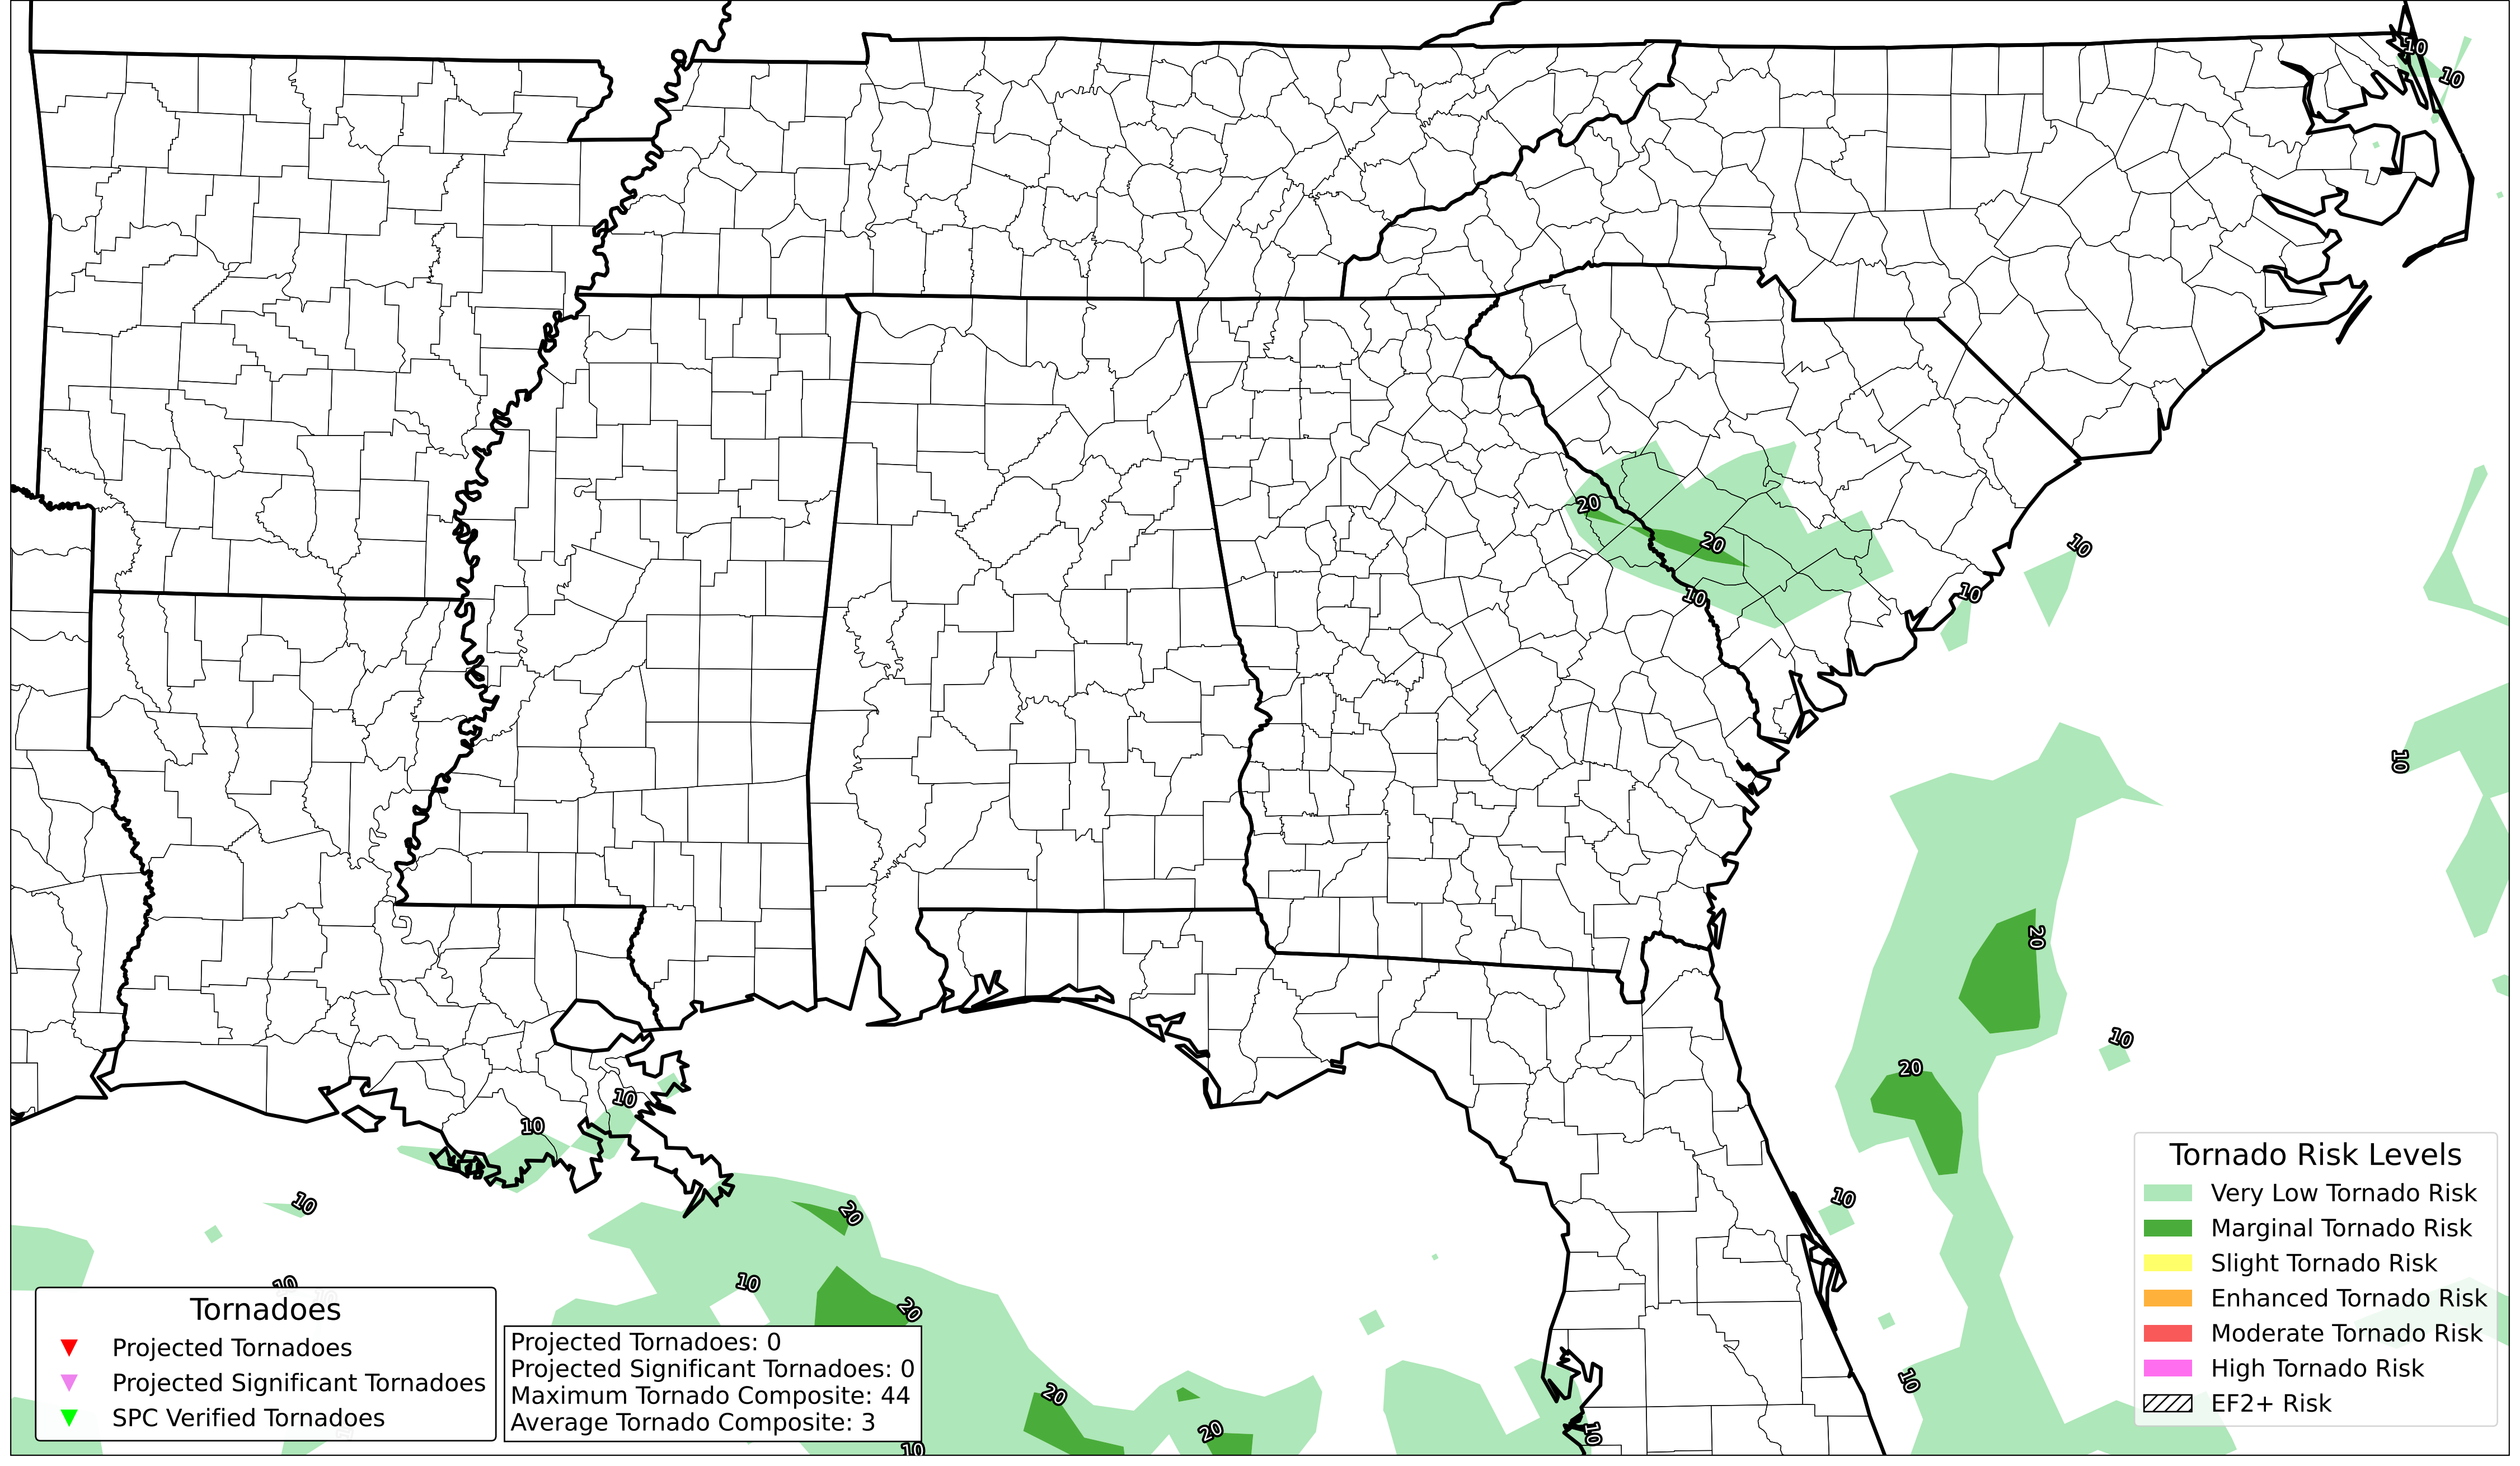 10
10
20
20
10
10
10
10
20
10
20
10
10
10
10
20
10
10
20
10
20
20
10
10
10
Tornado Risk Levels
Very Low Tornado Risk
Marginal Tornado Risk
Slight Tornado Risk
Enhanced Tornado Risk
Moderate Tornado Risk
High Tornado Risk
EF2+ Risk
Tornadoes
Projected Tornadoes
Projected Significant Tornadoes
SPC Verified Tornadoes
Projected Tornadoes: 0
Projected Significant Tornadoes: 0
Maximum Tornado Composite: 44
Average Tornado Composite: 3